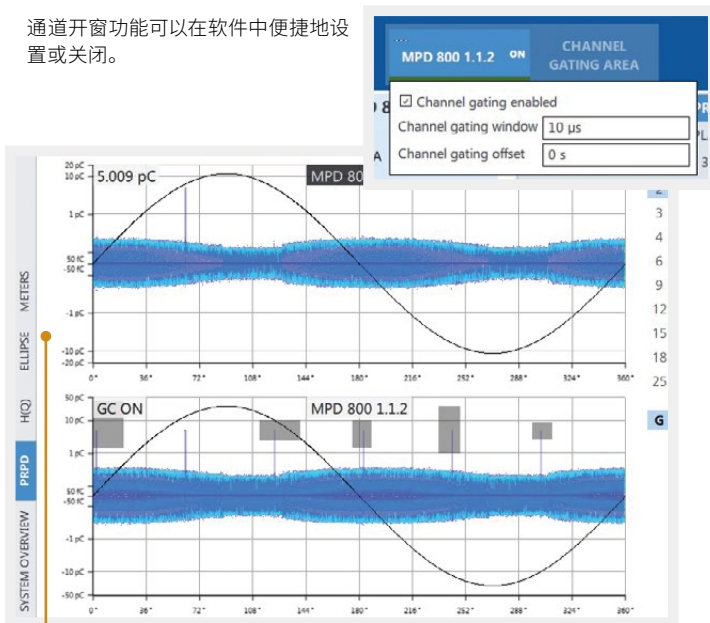 通道开窗功能可以在软件中便捷地设
置或关闭。
...
MPD 800 1.1.2 ON
CHANNEL
GATING AREA
Channel gating enabled
Channel gating window 10 µs
Channel gating offset 0 s
METERS
ELLIPSE
H(Q)
PRPD
SYSTEM OVERVIEW
20 pC
10 pC
5.009 pC
MPD 80
1 pC
50 fC
-50 fC
-1 pC
-10 pC
-20 pC
0° 36° 72° 108° 144° 180° 216° 252° 288° 324° 360°
50 pC
GC ON
MPD 800 1.1.2
10 pC
1 pC
50 fC
-50 fC
-1 pC
-10 pC
-50 pC
0° 36° 72° 108° 144° 180° 216° 252° 288° 324° 360°
3
4
6
9
12
15
18
25
G